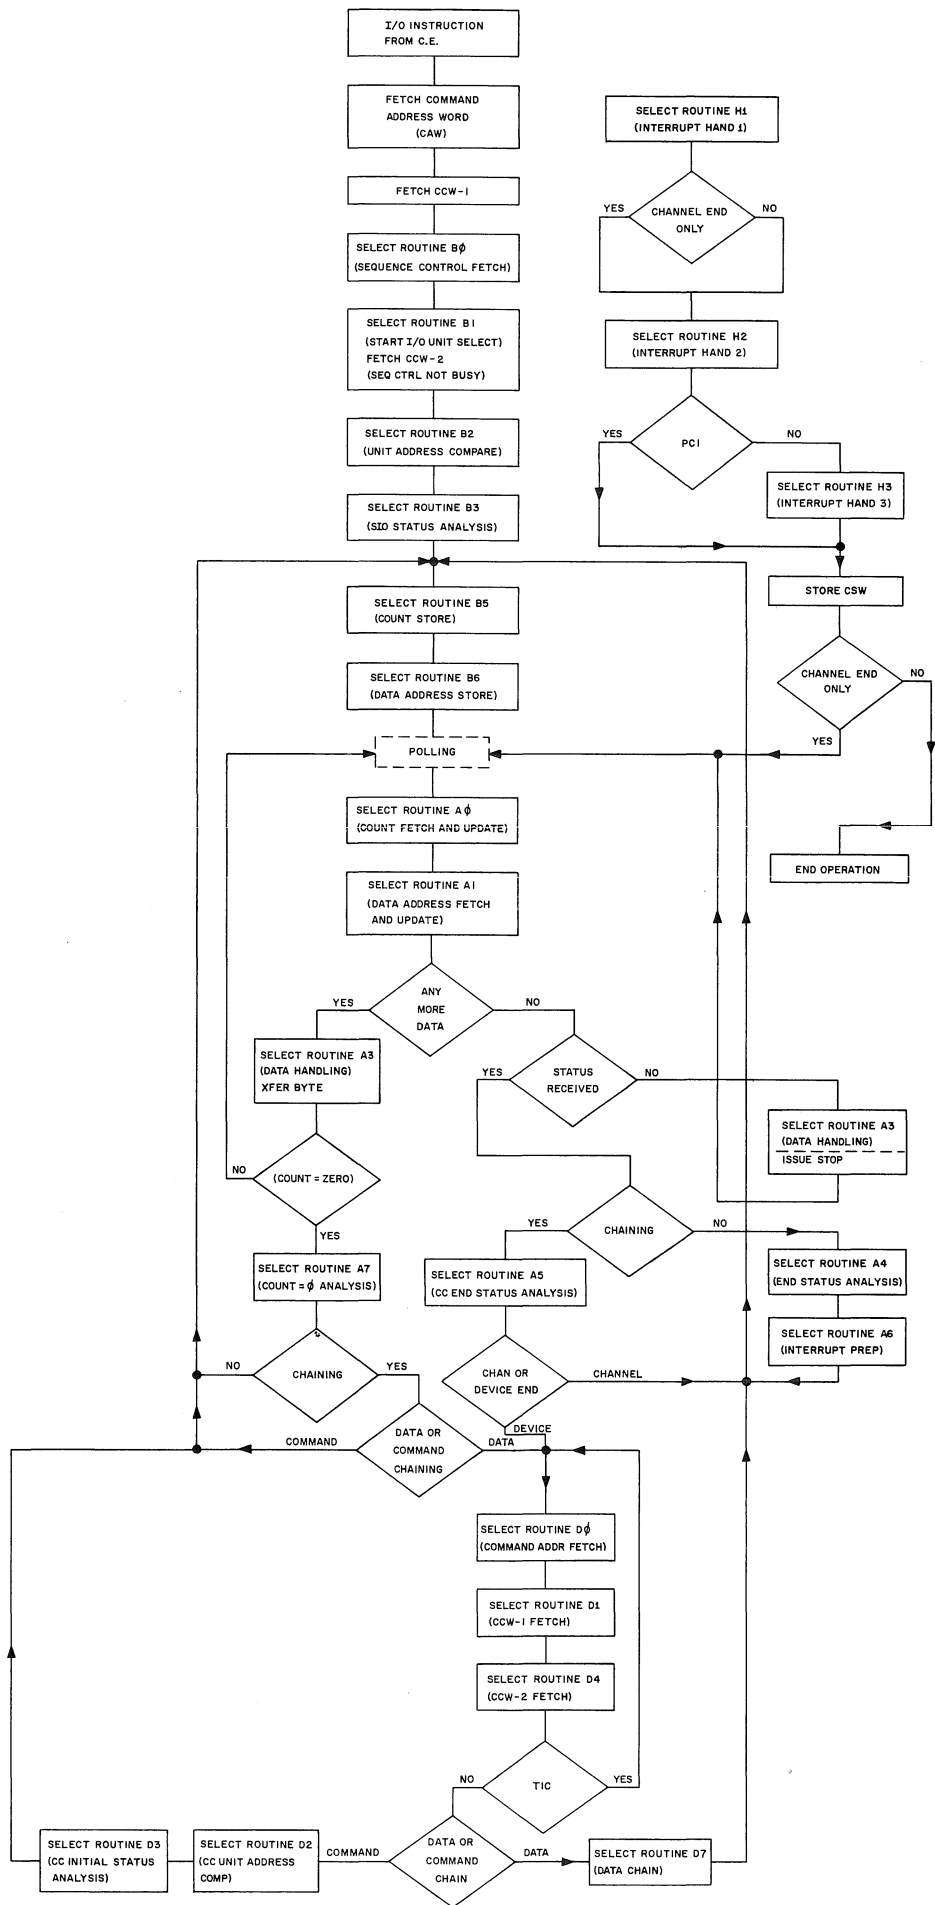 I/O INSTRUCTION
FROM C.E.
FETCH COMMAND
ADDRESS WORD
(CAW)
FETCH CCW-1
SELECT ROUTINE BØ
(SEQUENCE CONTROL FETCH)
SELECT ROUTINE B1
(START I/O UNIT SELECT)
FETCH CCW-2
(SEQ CTRL NOT BUSY)
SELECT ROUTINE B2
(UNIT ADDRESS COMPARE)
SELECT ROUTINE B3
(SIO STATUS ANALYSIS)
SELECT ROUTINE B5
(COUNT STORE)
SELECT ROUTINE B6
(DATA ADDRESS STORE)
POLLING
SELECT ROUTINE AØ
(COUNT FETCH AND UPDATE)
SELECT ROUTINE A1
(DATA ADDRESS FETCH
AND UPDATE)
ANY
MORE
DATA
YES
NO
SELECT ROUTINE A3
(DATA HANDLING)
XFER BYTE
(COUNT = ZERO)
NO
YES
SELECT ROUTINE A7
(COUNT = Ø ANALYSIS)
CHAINING
NO
YES
DATA OR
COMMAND
CHAINING
COMMAND
DATA
STATUS
RECEIVED
YES
NO
SELECT ROUTINE A3
(DATA HANDLING)
ISSUE STOP
CHAINING
YES
NO
SELECT ROUTINE A5
(CC END STATUS ANALYSIS)
CHAN OR
DEVICE END
CHANNEL
DEVICE
SELECT ROUTINE A4
(END STATUS ANALYSIS)
SELECT ROUTINE A6
(INTERRUPT PREP)
SELECT ROUTINE DØ
(COMMAND ADDR FETCH)
SELECT ROUTINE D1
(CCW-1 FETCH)
SELECT ROUTINE D4
(CCW-2 FETCH)
TIC
NO
YES
DATA OR
COMMAND
CHAIN
COMMAND
DATA
SELECT ROUTINE D3
(CC INITIAL STATUS
ANALYSIS)
SELECT ROUTINE D2
(CC UNIT ADDRESS
COMP)
SELECT ROUTINE D7
(DATA CHAIN)
SELECT ROUTINE H1
(INTERRUPT HAND 1)
CHANNEL END
ONLY
YES
NO
SELECT ROUTINE H2
(INTERRUPT HAND 2)
PCI
YES
NO
SELECT ROUTINE H3
(INTERRUPT HAND 3)
STORE CSW
CHANNEL END
ONLY
NO
YES
END OPERATION